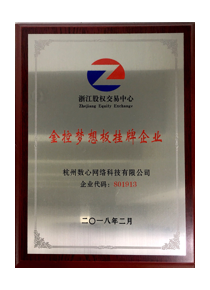 浙江股权交易中心
Zhejiang Equity Exchange
金控梦想板挂牌企业
杭州数心网络科技有限公司
企业代码：901913
二〇一八年二月